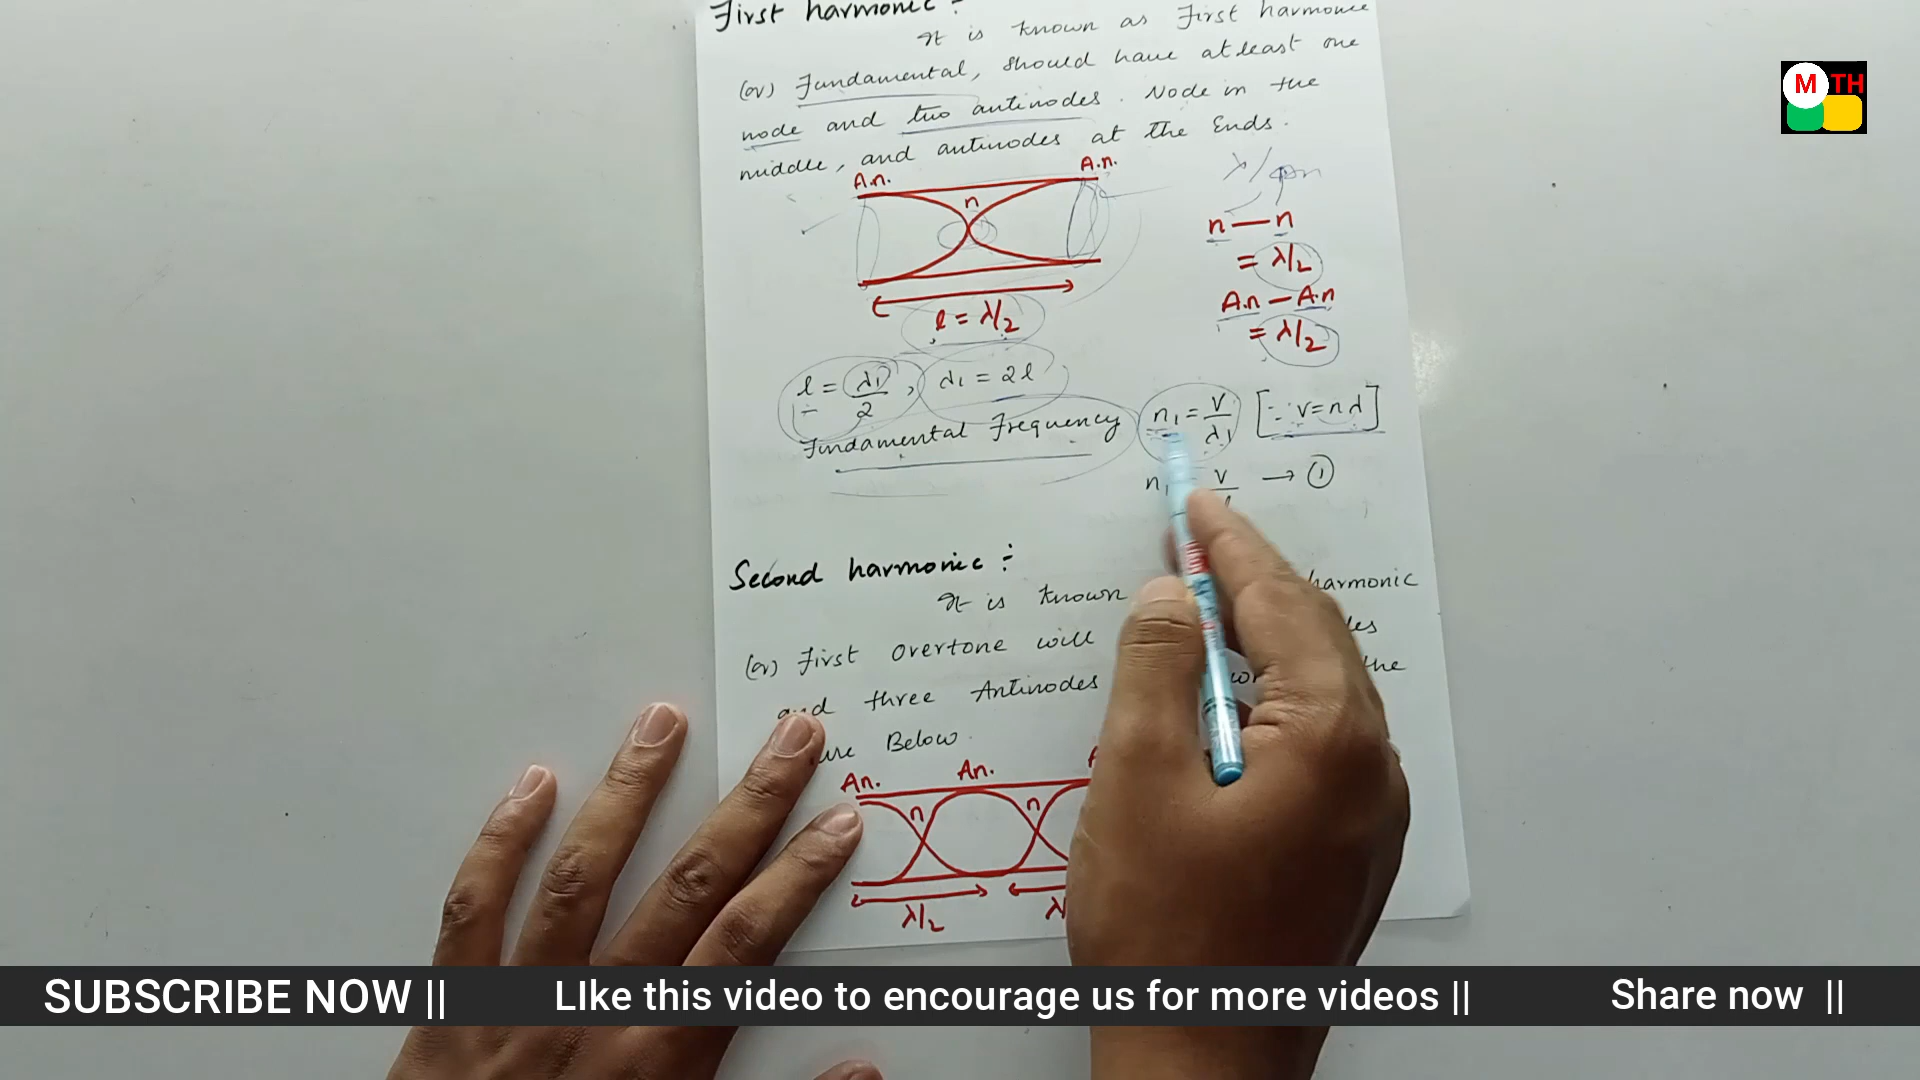 First harmonic :-
It is known as First harmonic
(or) Fundamental, should have atleast one
node and two antinodes. Node in the
middle, and antinodes at the Ends.
A.n. A.n.
n
l = λ/2
n — n
= λ/2
A.n — A.n
= λ/2
l = λ1/2 , λ1 = 2l
Fundamental Frequency n1 = V/λ1 [∵ V=nλ]
n1 V → ①
Second harmonic :-
It is known harmonic
(or) First overtone will
and three Antinodes the
Below.
An. An.
n n
λ/2
M TH
SUBSCRIBE NOW || LIke this video to encourage us for more videos || Share now ||